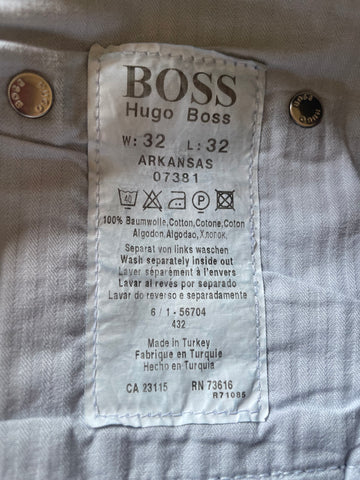 BOSS
Hugo Boss
W: 32 L: 32
ARKANSAS
07381
40
P
100% Baumwolle,Cotton,Cotone,Coton
Algodon,Algodao,Хлопок.
Separat von links waschen
Wash separately inside out
Laver séparément à l'envers
Lavar al revés por separado
Lavar do reverso e separadamente
6 / 1 - 56704
432
Made in Turkey
Fabrique en Turquie
Hecho en Turquia
CA 23115 RN 73616
R71085